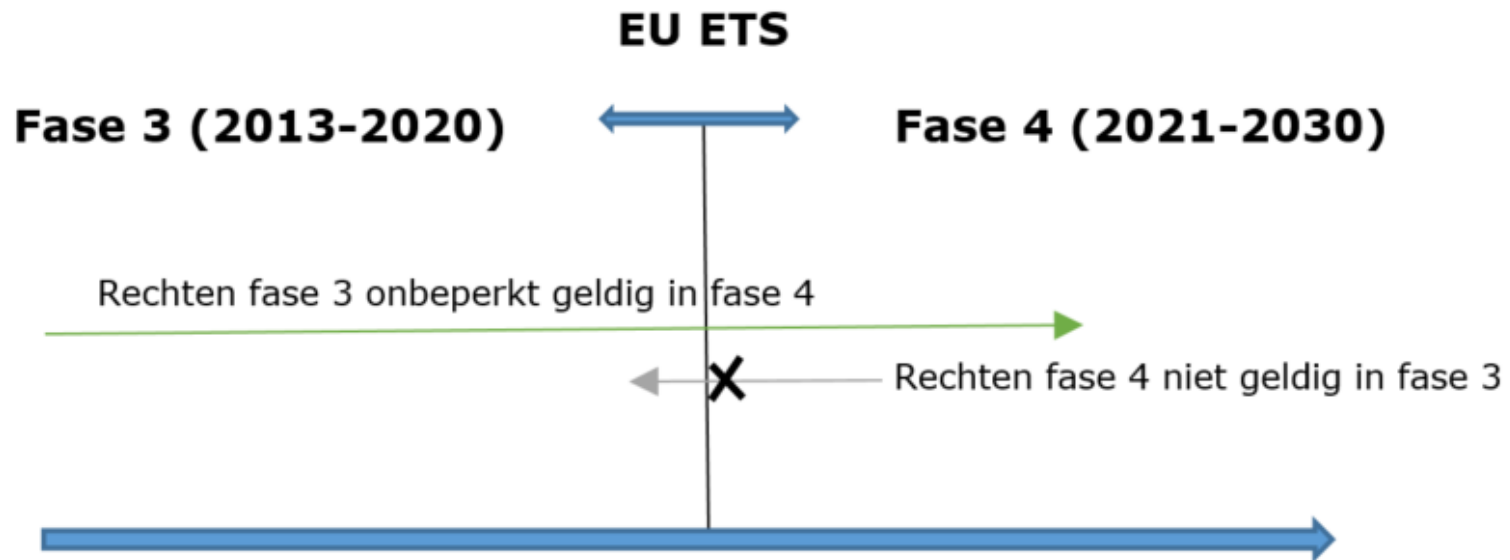 EU ETS
Fase 3 (2013-2020)
Fase 4 (2021-2030)
Rechten fase 3 onbeperkt geldig in fase 4
Rechten fase 4 niet geldig in fase 3